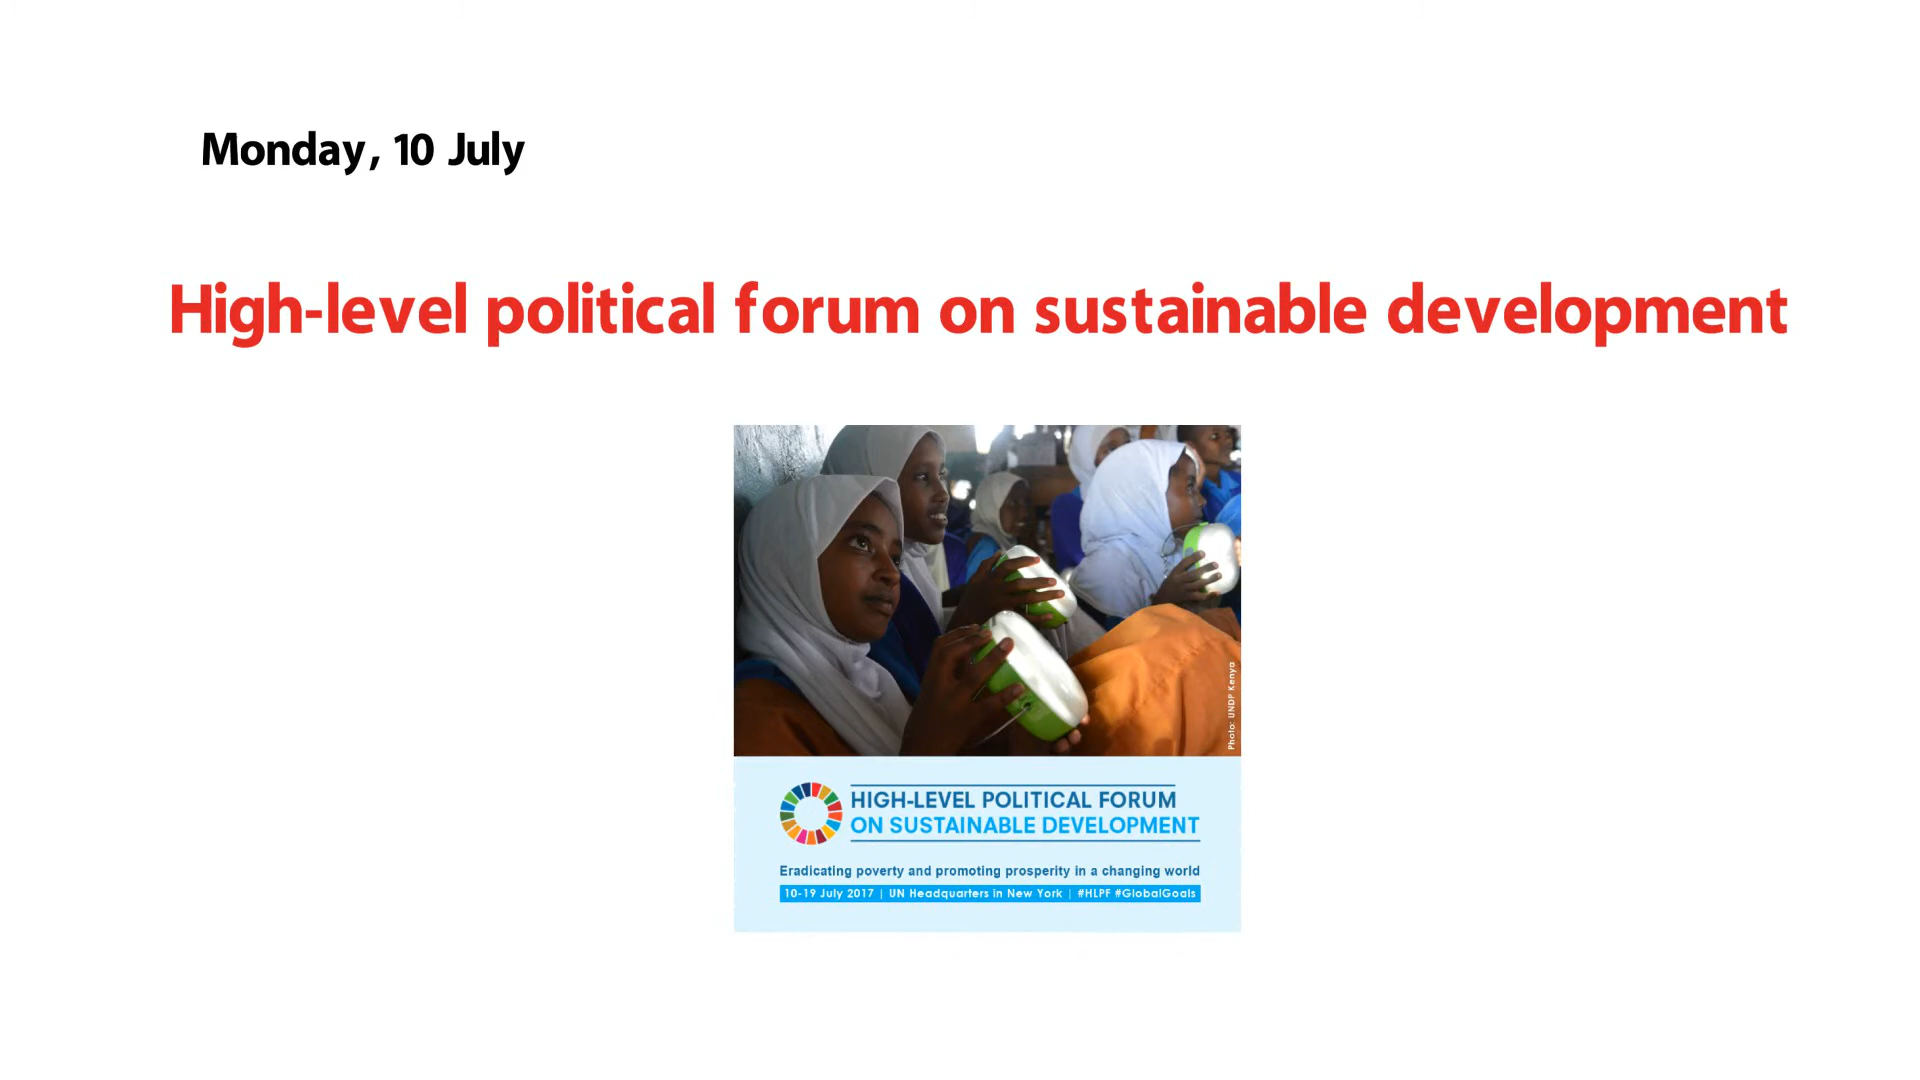 Monday, 10 July
High-level political forum on sustainable development
Photo: UNDP Kenya
HIGH-LEVEL POLITICAL FORUM
ON SUSTAINABLE DEVELOPMENT
Eradicating poverty and promoting prosperity in a changing world
10-19 July 2017 | UN Headquarters in New York | #HLPF #GlobalGoals